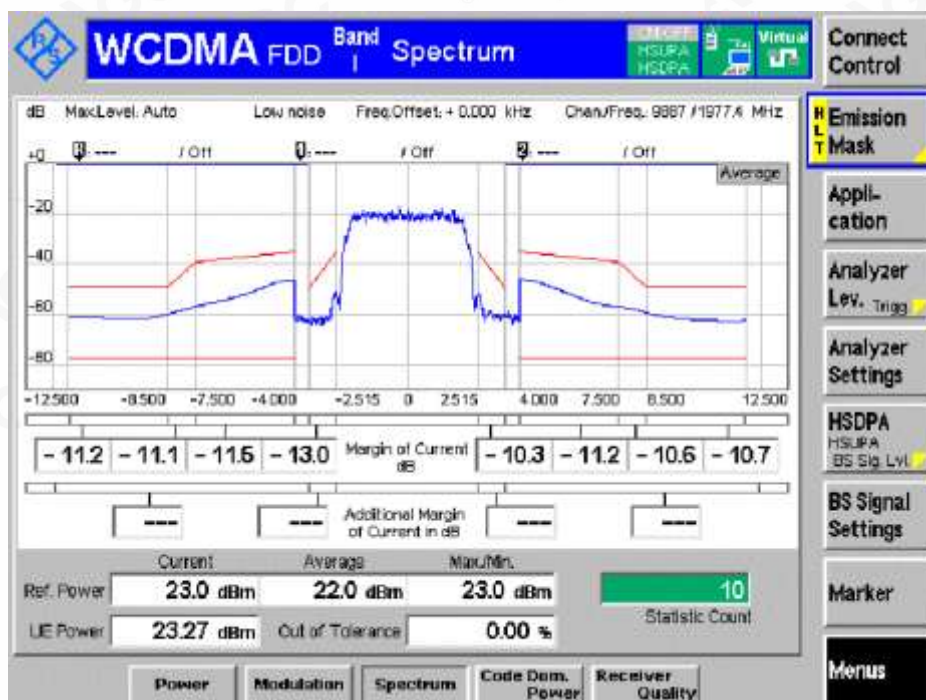 WCDMA FDD Band I Spectrum
HSUPA
HSDPA
Virtual
Connect Control
dB Max.Level: Auto Low noise Freq.Offset: + 0.000 kHz Chan./Freq.: 9887 / 1977.4 MHz
--- / Off --- / Off 2: --- / Off
Average
+0
-20
-40
-60
-80
-12.500 -8.500 -7.500 -4.000 -2.515 0 2.515 4.000 7.500 8.500 12.500
- 11.2 - 11.1 - 11.5 - 13.0 Margin of Current dB - 10.3 - 11.2 - 10.6 - 10.7
--- --- Additional Margin of Current in dB --- ---
Current Average Max./Min.
Ref. Power 23.0 dBm 22.0 dBm 23.0 dBm 10
Statistic Count
UE Power 23.27 dBm Out of Tolerance 0.00 %
Power Modulation Spectrum Code Dom. Power Receiver Quality
RLT Emission Mask
Appli-
cation
Analyzer
Lev. Trigg
Analyzer
Settings
HSDPA
HSUPA
BS Sig. Lvl.
BS Signal
Settings
Marker
Menus